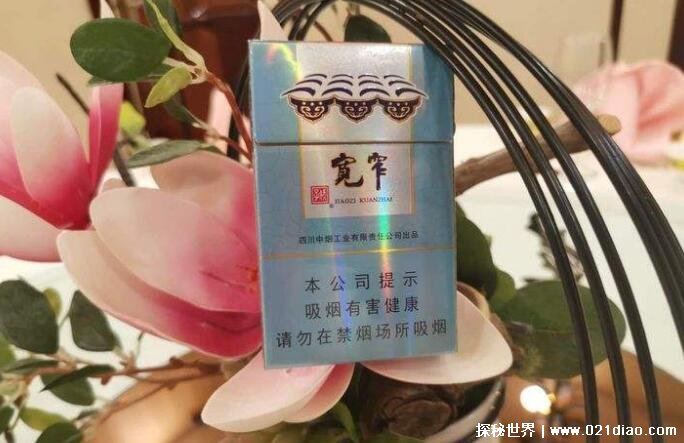 宽窄
JIAOZI KUANZHAI
四川中烟工业有限责任公司出品
本公司提示
吸烟有害健康
请勿在禁烟场所吸烟
探秘世界 | www.021diao.com